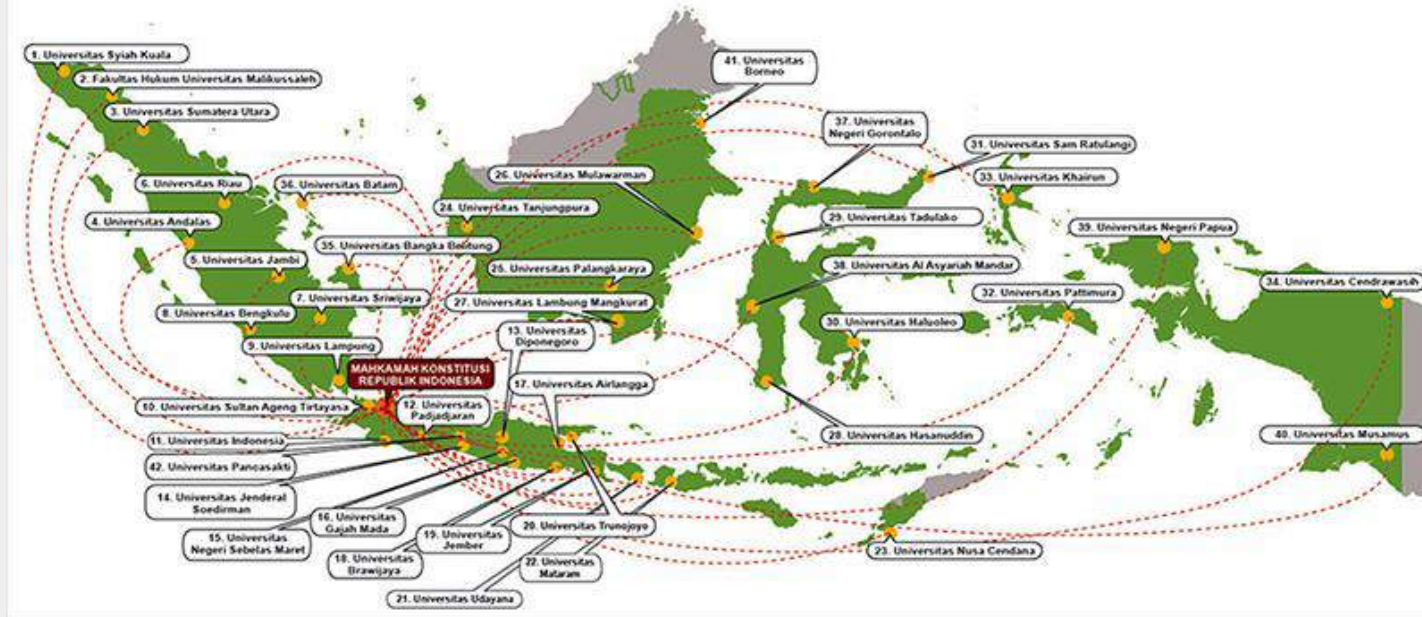 1. Universitas Syiah Kuala
2. Fakultas Hukum Universitas Malikussaleh
3. Universitas Sumatera Utara
41. Universitas
Borneo
37. Universitas
Negeri Gorontalo
31. Universitas Sam Ratulangi
6. Universitas Riau
36. Universitas Batam
26. Universitas Mulawarman
33. Universitas Khairun
4. Universitas Andalas
24. Universitas Tanjungpura
29. Universitas Tadulako
39. Universitas Negeri Papua
5. Universitas Jambi
35. Universitas Bangka Belitung
25. Universitas Palangkaraya
38. Universitas Al Asyariah Mandar
34. Universitas Cendrawasih
7. Universitas Sriwijaya
27. Universitas Lambung Mangkurat
32. Universitas Pattimura
8. Universitas Bengkulu
30. Universitas Haluoleo
9. Universitas Lampung
13. Universitas
Diponegoro
MAHKAMAH KONSTITUSI
REPUBLIK INDONESIA
17. Universitas Airlangga
10. Universitas Sultan Ageng Tirtayasa
12. Universitas
Padjadjaran
11. Universitas Indonesia
28. Universitas Hasanuddin
40. Universitas Musamus
42. Universitas Pancasakti
14. Universitas Jenderal
Soedirman
16. Universitas
Gajah Mada
15. Universitas
Negeri Sebelas Maret
19. Universitas
Jember
20. Universitas Trunojoyo
18. Universitas
Brawijaya
22. Universitas
Mataram
23. Universitas Nusa Cendana
21. Universitas Udayana